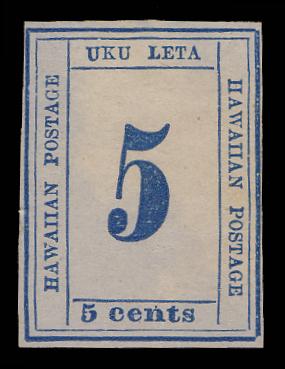 UKU LETA
HAWAIIAN POSTAGE
5
HAWAIIAN POSTAGE
5 cents